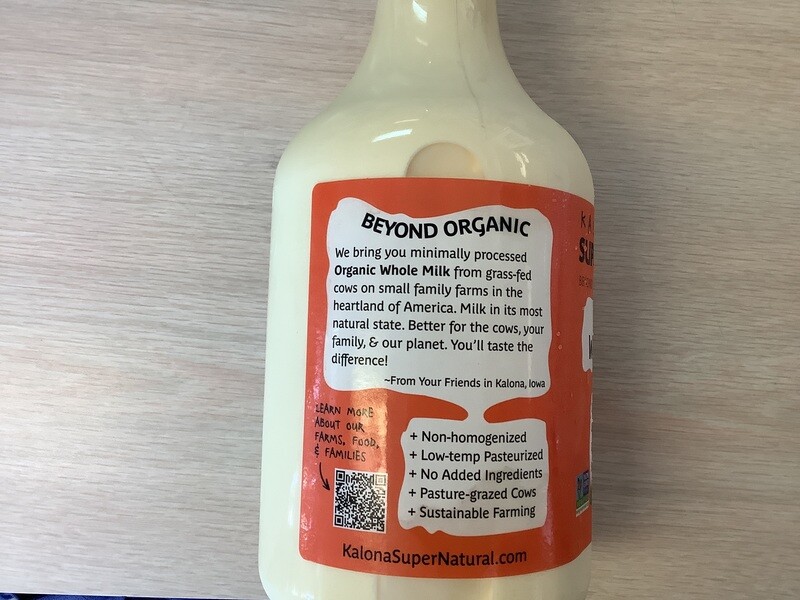 BEYOND ORGANIC
We bring you minimally processed
Organic Whole Milk from grass-fed
cows on small family farms in the
heartland of America. Milk in its most
natural state. Better for the cows, your
family, & our planet. You'll taste the
difference!
~From Your Friends in Kalona, Iowa
LEARN MORE
ABOUT OUR
FARMS, FOOD,
& FAMILIES
+ Non-homogenized
+ Low-temp Pasteurized
+ No Added Ingredients
+ Pasture-grazed Cows
+ Sustainable Farming
KalonaSuperNatural.com